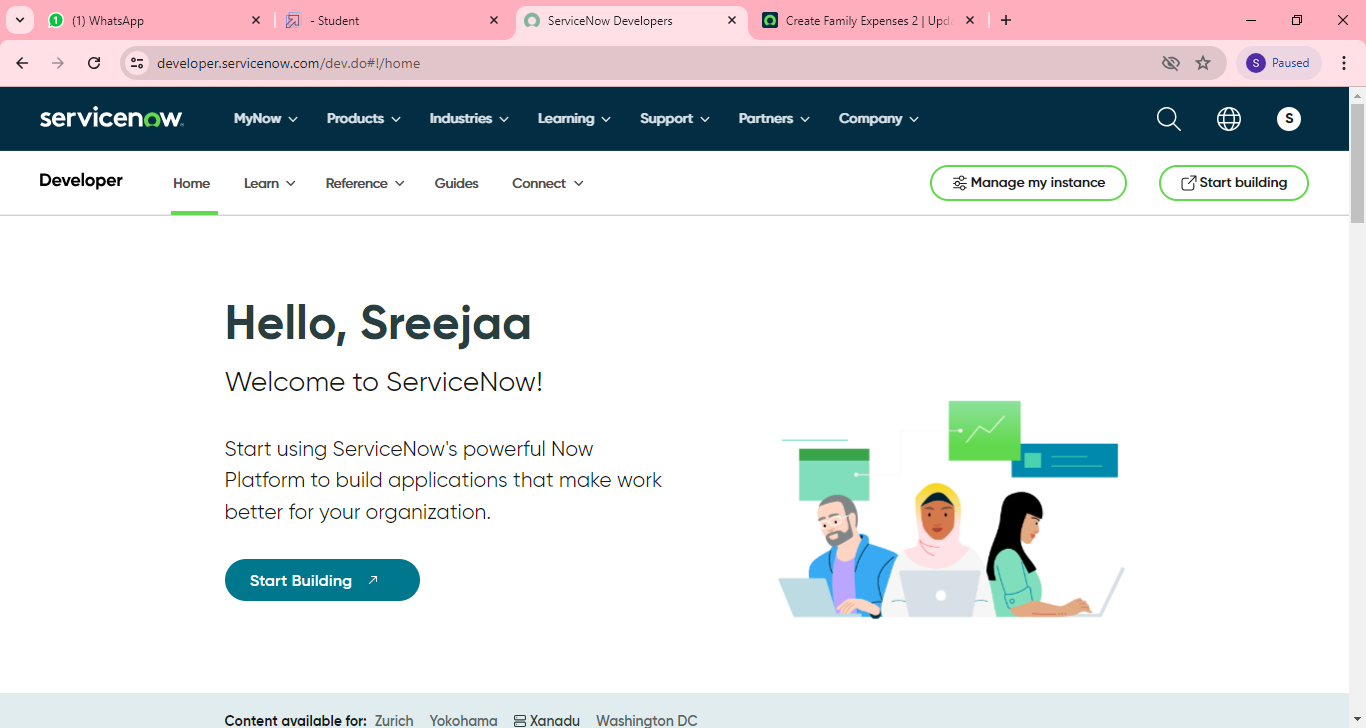 (1) WhatsApp
- Student
ServiceNow Developers
Create Family Expenses 2 | Upd
developer.servicenow.com/dev.do#!/home
S Paused
servicenow
MyNow Products Industries Learning Support Partners Company
S
Developer
Home Learn Reference Guides Connect
Manage my instance
Start building
Hello, Sreejaa
Welcome to ServiceNow!
Start using ServiceNow's powerful Now
Platform to build applications that make work
better for your organization.
Start Building
Content available for: Zurich Yokohama Xanadu Washington DC